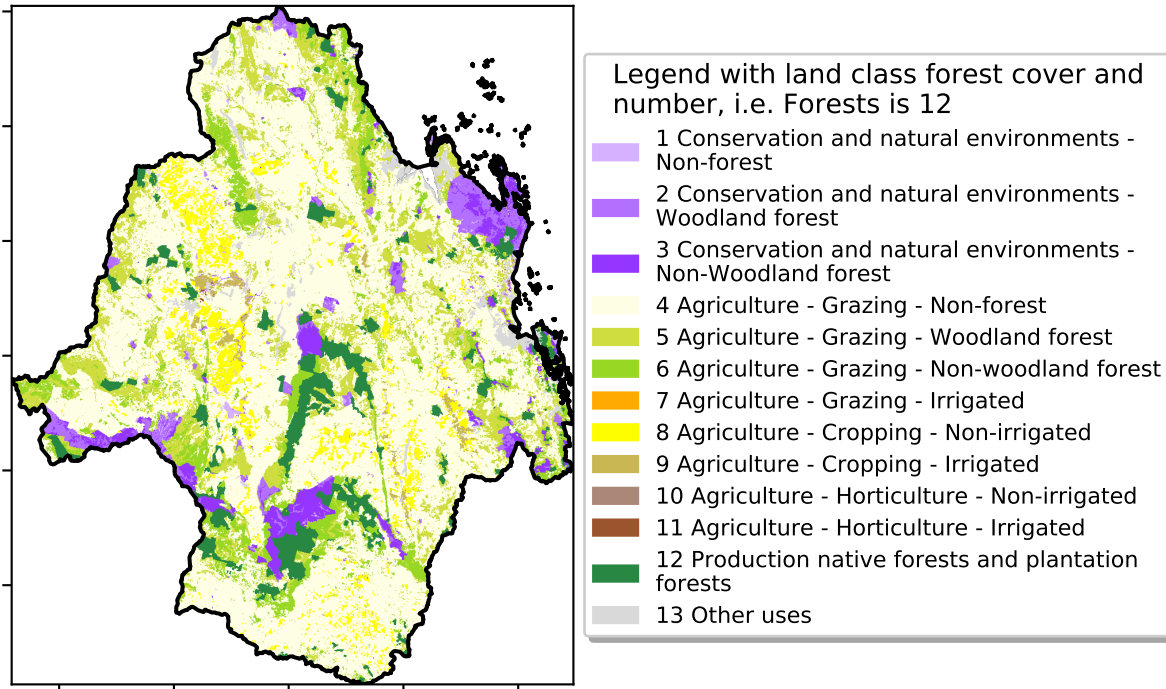 Legend with land class forest cover and
number, i.e. Forests is 12
1 Conservation and natural environments -
Non-forest
2 Conservation and natural environments -
Woodland forest
3 Conservation and natural environments -
Non-Woodland forest
4 Agriculture - Grazing - Non-forest
5 Agriculture - Grazing - Woodland forest
6 Agriculture - Grazing - Non-woodland forest
7 Agriculture - Grazing - Irrigated
8 Agriculture - Cropping - Non-irrigated
9 Agriculture - Cropping - Irrigated
10 Agriculture - Horticulture - Non-irrigated
11 Agriculture - Horticulture - Irrigated
12 Production native forests and plantation
forests
13 Other uses